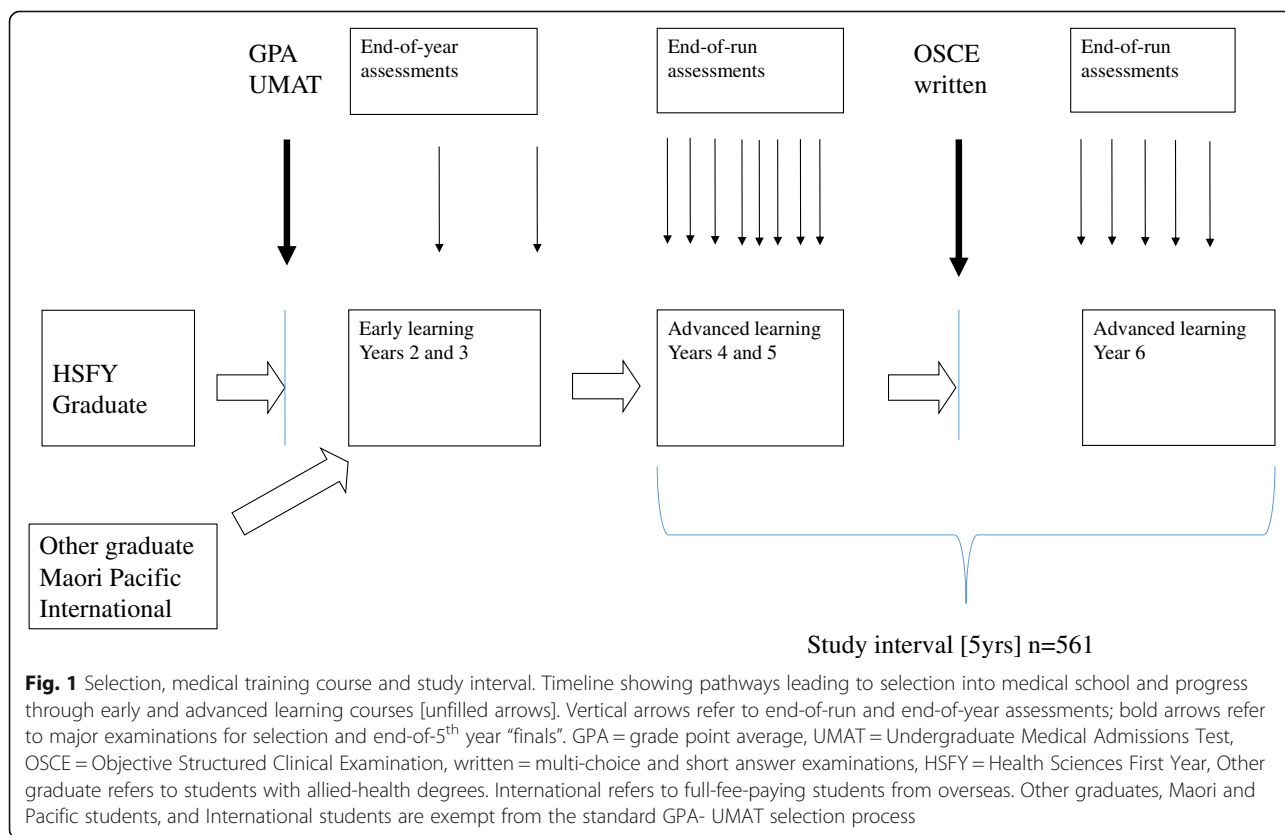 GPA
UMAT
End-of-year
assessments
End-of-run
assessments
OSCE
written
End-of-run
assessments
HSFY
Graduate
Early learning
Years 2 and 3
Advanced learning
Years 4 and 5
Advanced learning
Year 6
Other graduate
Maori Pacific
International
Study interval [5yrs] n=561
Fig. 1 Selection, medical training course and study interval. Timeline showing pathways leading to selection into medical school and progress
through early and advanced learning courses [unfilled arrows]. Vertical arrows refer to end-of-run and end-of-year assessments; bold arrows refer
to major examinations for selection and end-of-5th year “finals”. GPA = grade point average, UMAT = Undergraduate Medical Admissions Test,
OSCE = Objective Structured Clinical Examination, written = multi-choice and short answer examinations, HSFY = Health Sciences First Year, Other
graduate refers to students with allied-health degrees. International refers to full-fee-paying students from overseas. Other graduates, Maori and
Pacific students, and International students are exempt from the standard GPA- UMAT selection process